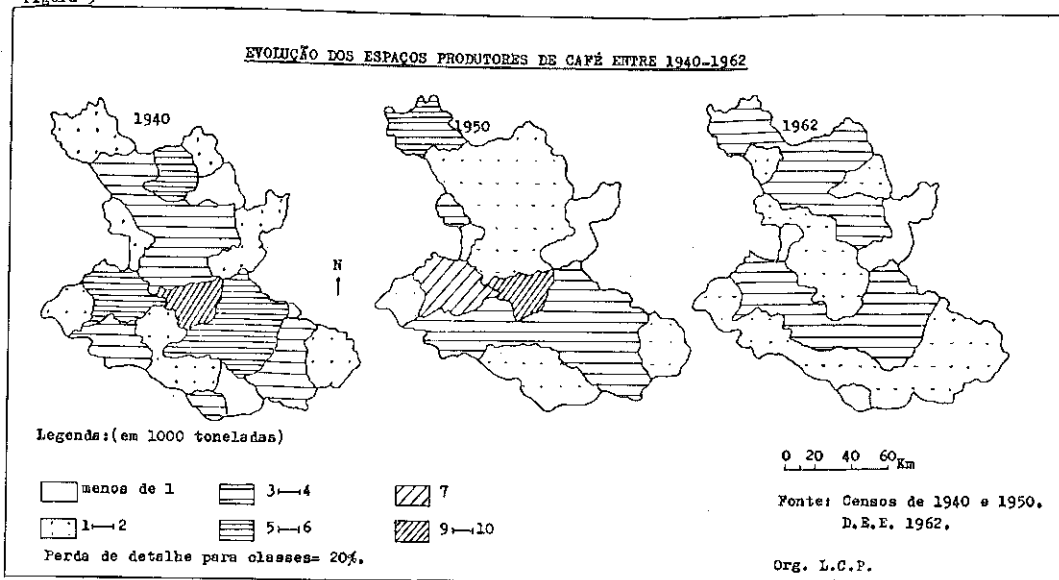 EVOLUÇÃO DOS ESPAÇOS PRODUTORES DE CAFÉ ENTRE 1940-1962
1940
1950
1962
N
Legenda:(em 1000 toneladas)
menos de 1
3—4
7
1—2
5—6
9—10
Perda de detalhe para classes= 20%.
0 20 40 60 Km
Fonte: Censos de 1940 e 1950.
D.E.E. 1962.
Org. L.C.P.